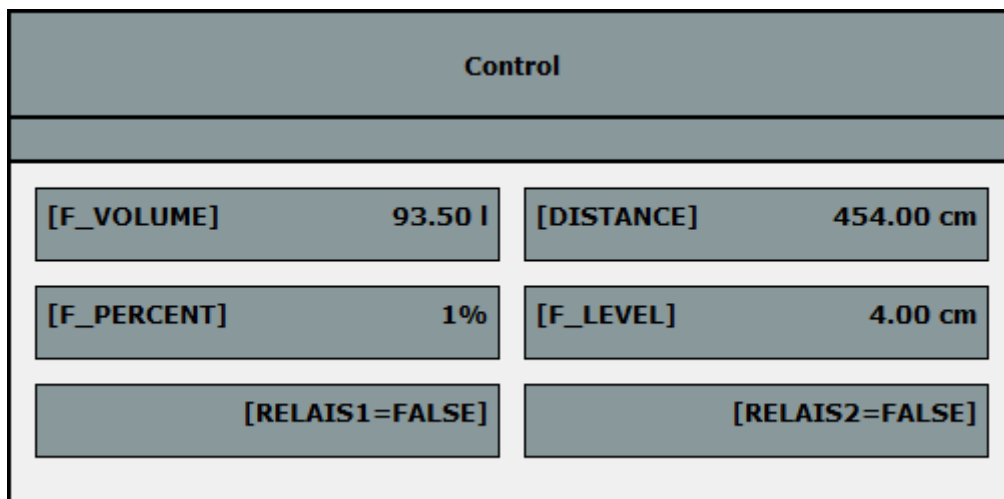 Control
[F_VOLUME] 93.50 l
[DISTANCE] 454.00 cm
[F_PERCENT] 1%
[F_LEVEL] 4.00 cm
[RELAIS1=FALSE]
[RELAIS2=FALSE]